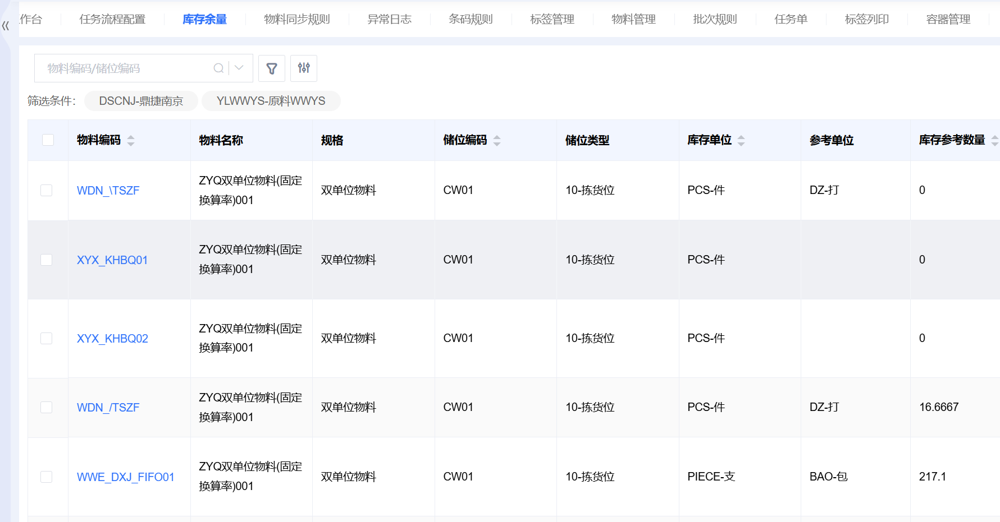 作台 任务流程配置 库存余量 物料同步规则 异常日志 条码规则 标签管理 物料管理 批次规则 任务单 标签列印 容器管理
物料编码/储位编码
筛选条件: DSCNJ-鼎捷南京 YLWWYS-原料WWYS
物料编码 物料名称 规格 储位编码 储位类型 库存单位 参考单位 库存参考数量
WDN_\TSZF ZYQ双单位物料(固定换算率)001 双单位物料 CW01 10-拣货位 PCS-件 DZ-打 0
XYX_KHBQ01 ZYQ双单位物料(固定换算率)001 双单位物料 CW01 10-拣货位 PCS-件 0
XYX_KHBQ02 ZYQ双单位物料(固定换算率)001 双单位物料 CW01 10-拣货位 PCS-件 0
WDN_/TSZF ZYQ双单位物料(固定换算率)001 双单位物料 CW01 10-拣货位 PCS-件 DZ-打 16.6667
WWE_DXJ_FIFO01 ZYQ双单位物料(固定换算率)001 双单位物料 CW01 10-拣货位 PIECE-支 BAO-包 217.1